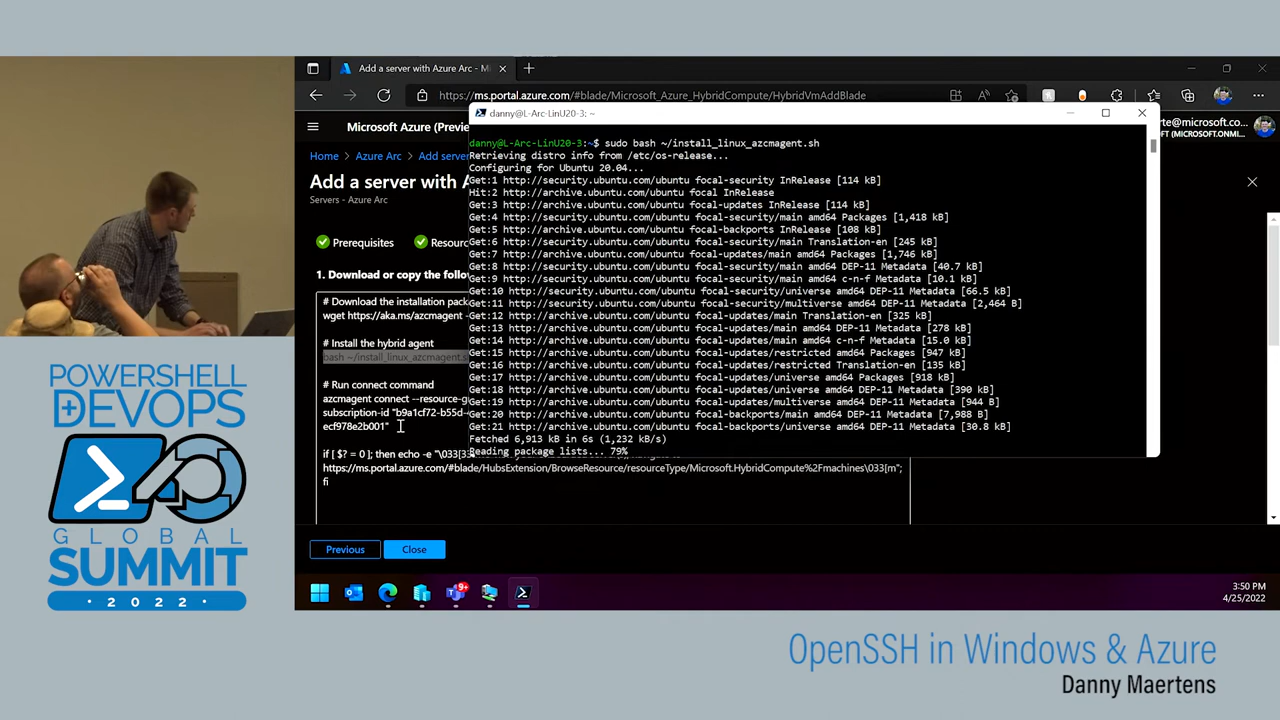 Add a server with Azure Arc - Mi
https://ms.portal.azure.com/#blade/Microsoft_Azure_HybridCompute/HybridVmAddBlade
danny@L-Arc-LinU20-3: ~
Microsoft Azure (Preview
rte@microsoft.co...
MICROSOFT (MICROSOFT.ONMI...
Home > Azure Arc > Add server
Add a server with A
Servers - Azure Arc
Prerequisites
Resourc
1. Download or copy the follo
# Download the installation pack
wget https://aka.ms/azcmagent -
# Install the hybrid agent
bash ~/install_linux_azcmagent.s
# Run connect command
azcmagent connect --resource-g
subscription-id "b9a1cf72-b55d-
ecf978e2b001"
if [ $? = 0 ]; then echo -e "\033[33
https://ms.portal.azure.com/#blade/HubsExtension/BrowseResource/resourceType/Microsoft.HybridCompute%2Fmachines\033[m";
fi
danny@L-Arc-LinU20-3:~$ sudo bash ~/install_linux_azcmagent.sh
Retrieving distro info from /etc/os-release...
Configuring for Ubuntu 20.04...
Get:1 http://security.ubuntu.com/ubuntu focal-security InRelease [114 kB]
Hit:2 http://archive.ubuntu.com/ubuntu focal InRelease
Get:3 http://archive.ubuntu.com/ubuntu focal-updates InRelease [114 kB]
Get:4 http://security.ubuntu.com/ubuntu focal-security/main amd64 Packages [1,418 kB]
Get:5 http://archive.ubuntu.com/ubuntu focal-backports InRelease [108 kB]
Get:6 http://security.ubuntu.com/ubuntu focal-security/main Translation-en [245 kB]
Get:7 http://archive.ubuntu.com/ubuntu focal-updates/main amd64 Packages [1,746 kB]
Get:8 http://security.ubuntu.com/ubuntu focal-security/main amd64 DEP-11 Metadata [40.7 kB]
Get:9 http://security.ubuntu.com/ubuntu focal-security/main amd64 c-n-f Metadata [10.1 kB]
Get:10 http://security.ubuntu.com/ubuntu focal-security/universe amd64 DEP-11 Metadata [66.5 kB]
Get:11 http://security.ubuntu.com/ubuntu focal-security/multiverse amd64 DEP-11 Metadata [2,464 B]
Get:12 http://archive.ubuntu.com/ubuntu focal-updates/main Translation-en [325 kB]
Get:13 http://archive.ubuntu.com/ubuntu focal-updates/main amd64 DEP-11 Metadata [278 kB]
Get:14 http://archive.ubuntu.com/ubuntu focal-updates/main amd64 c-n-f Metadata [15.0 kB]
Get:15 http://archive.ubuntu.com/ubuntu focal-updates/restricted amd64 Packages [947 kB]
Get:16 http://archive.ubuntu.com/ubuntu focal-updates/restricted Translation-en [135 kB]
Get:17 http://archive.ubuntu.com/ubuntu focal-updates/universe amd64 Packages [918 kB]
Get:18 http://archive.ubuntu.com/ubuntu focal-updates/universe amd64 DEP-11 Metadata [390 kB]
Get:19 http://archive.ubuntu.com/ubuntu focal-updates/multiverse amd64 DEP-11 Metadata [944 B]
Get:20 http://archive.ubuntu.com/ubuntu focal-backports/main amd64 DEP-11 Metadata [7,988 B]
Get:21 http://archive.ubuntu.com/ubuntu focal-backports/universe amd64 DEP-11 Metadata [30.8 kB]
Fetched 6,913 kB in 6s (1,232 kB/s)
Reading package lists... 79%
Previous
Close
9+
3:50 PM
4/25/2022
POWERSHELL
+DEVOPS
GLOBAL
SUMMIT
· 2 0 2 2 ·
OpenSSH in Windows & Azure
Danny Maertens